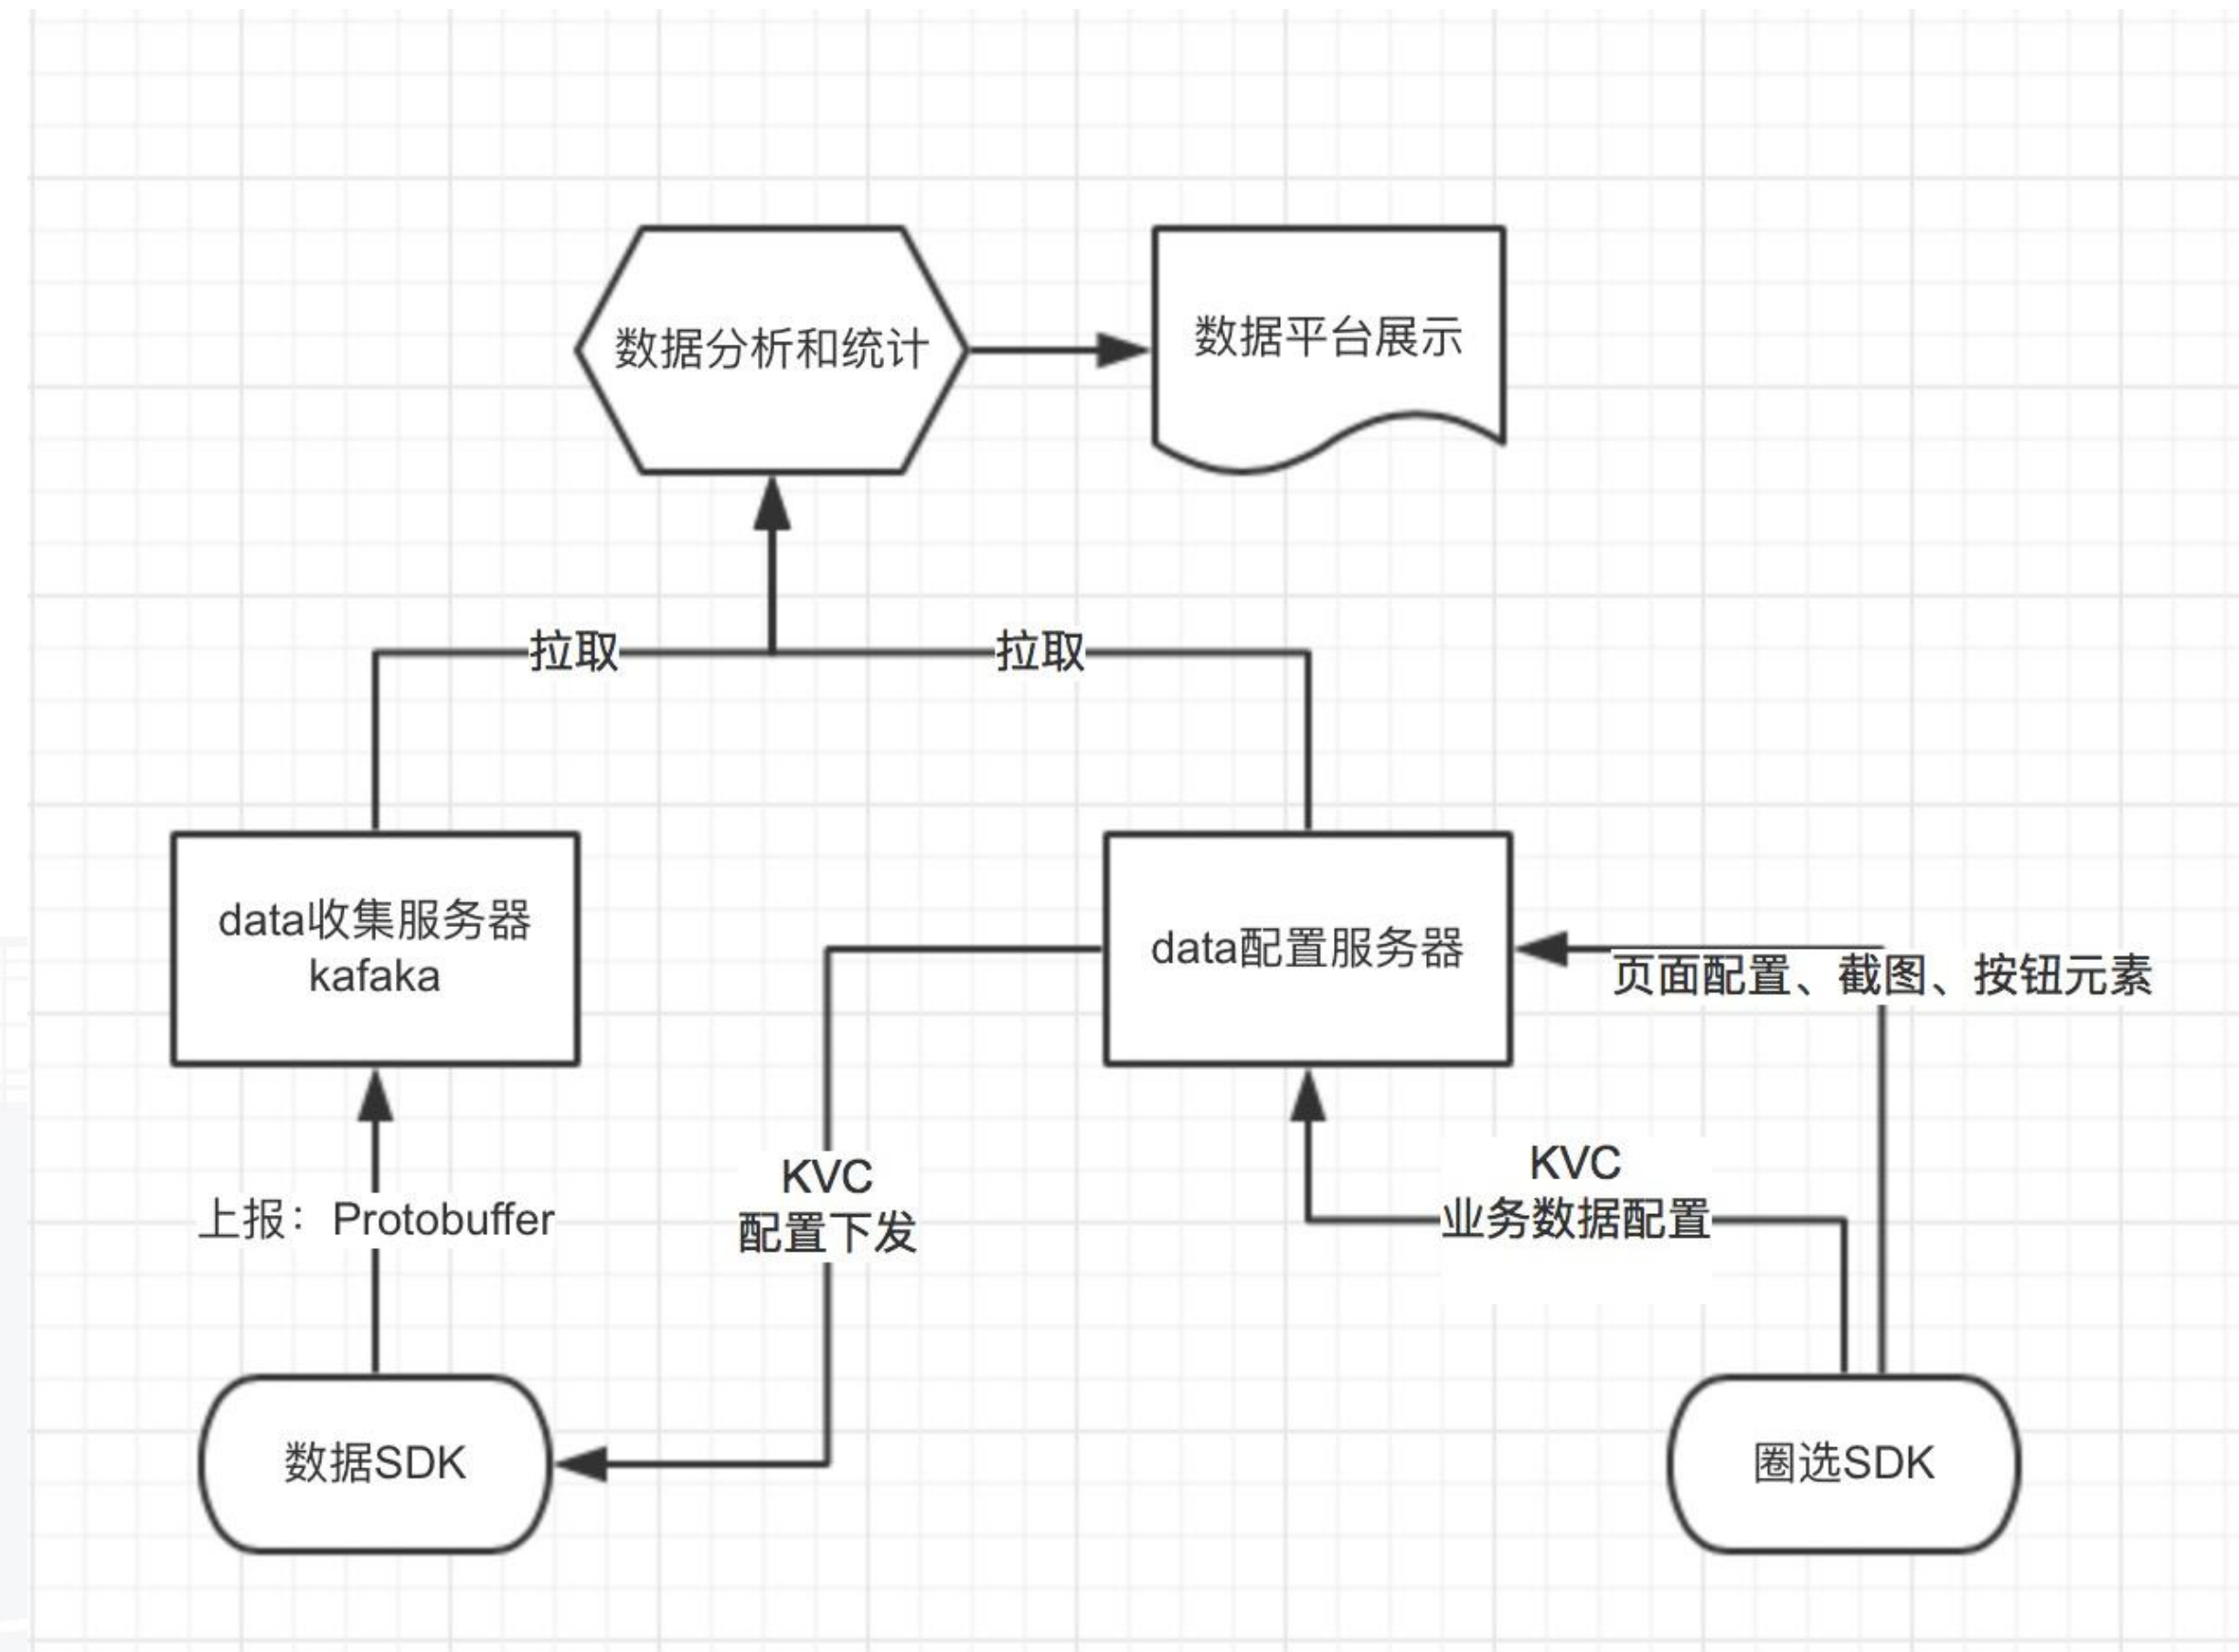 数据分析和统计
数据平台展示
拉取
拉取
data收集服务器
kafaka
data配置服务器
页面配置、截图、按钮元素
KVC
业务数据配置
KVC
配置下发
上报：Protobuffer
数据SDK
圈选SDK